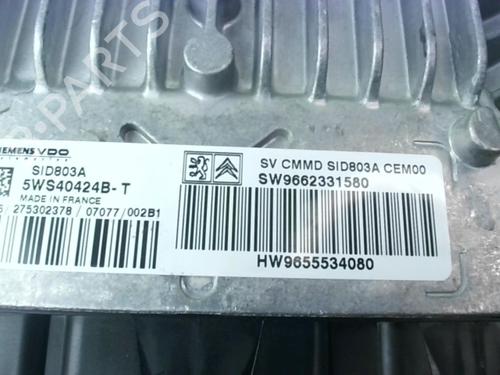 PARTS
SIEMENS VDO
SID803A
5WS40424B-T
MADE IN FRANCE
275302378 / 07077 / 002B1
SV CMMD SID803A CEM00
SW9662331580
HW9655534080